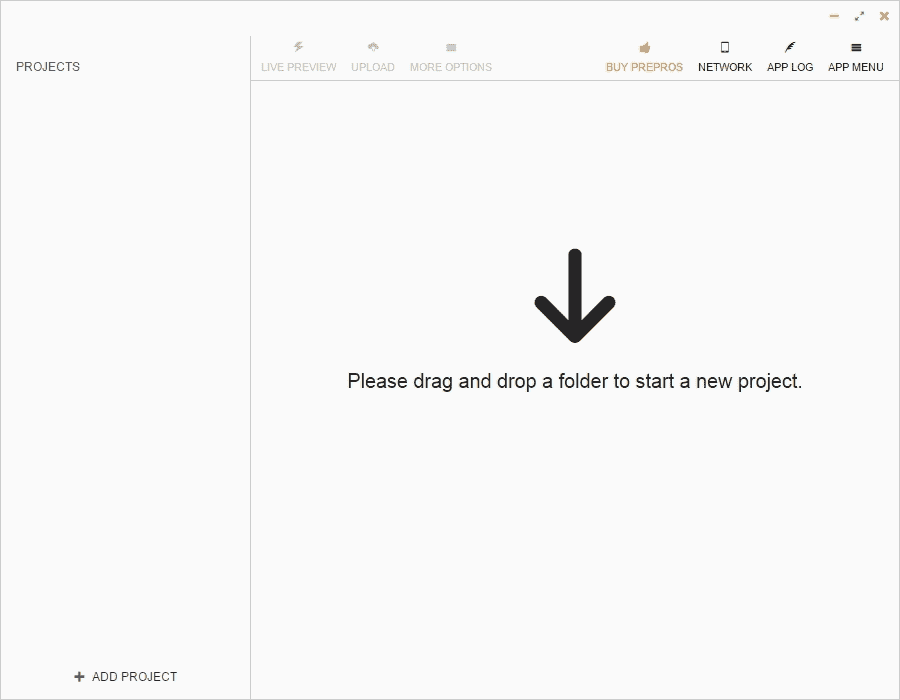 PROJECTS
LIVE PREVIEW
UPLOAD
MORE OPTIONS
BUY PREPROS
NETWORK
APP LOG
APP MENU
Please drag and drop a folder to start a new project.
ADD PROJECT